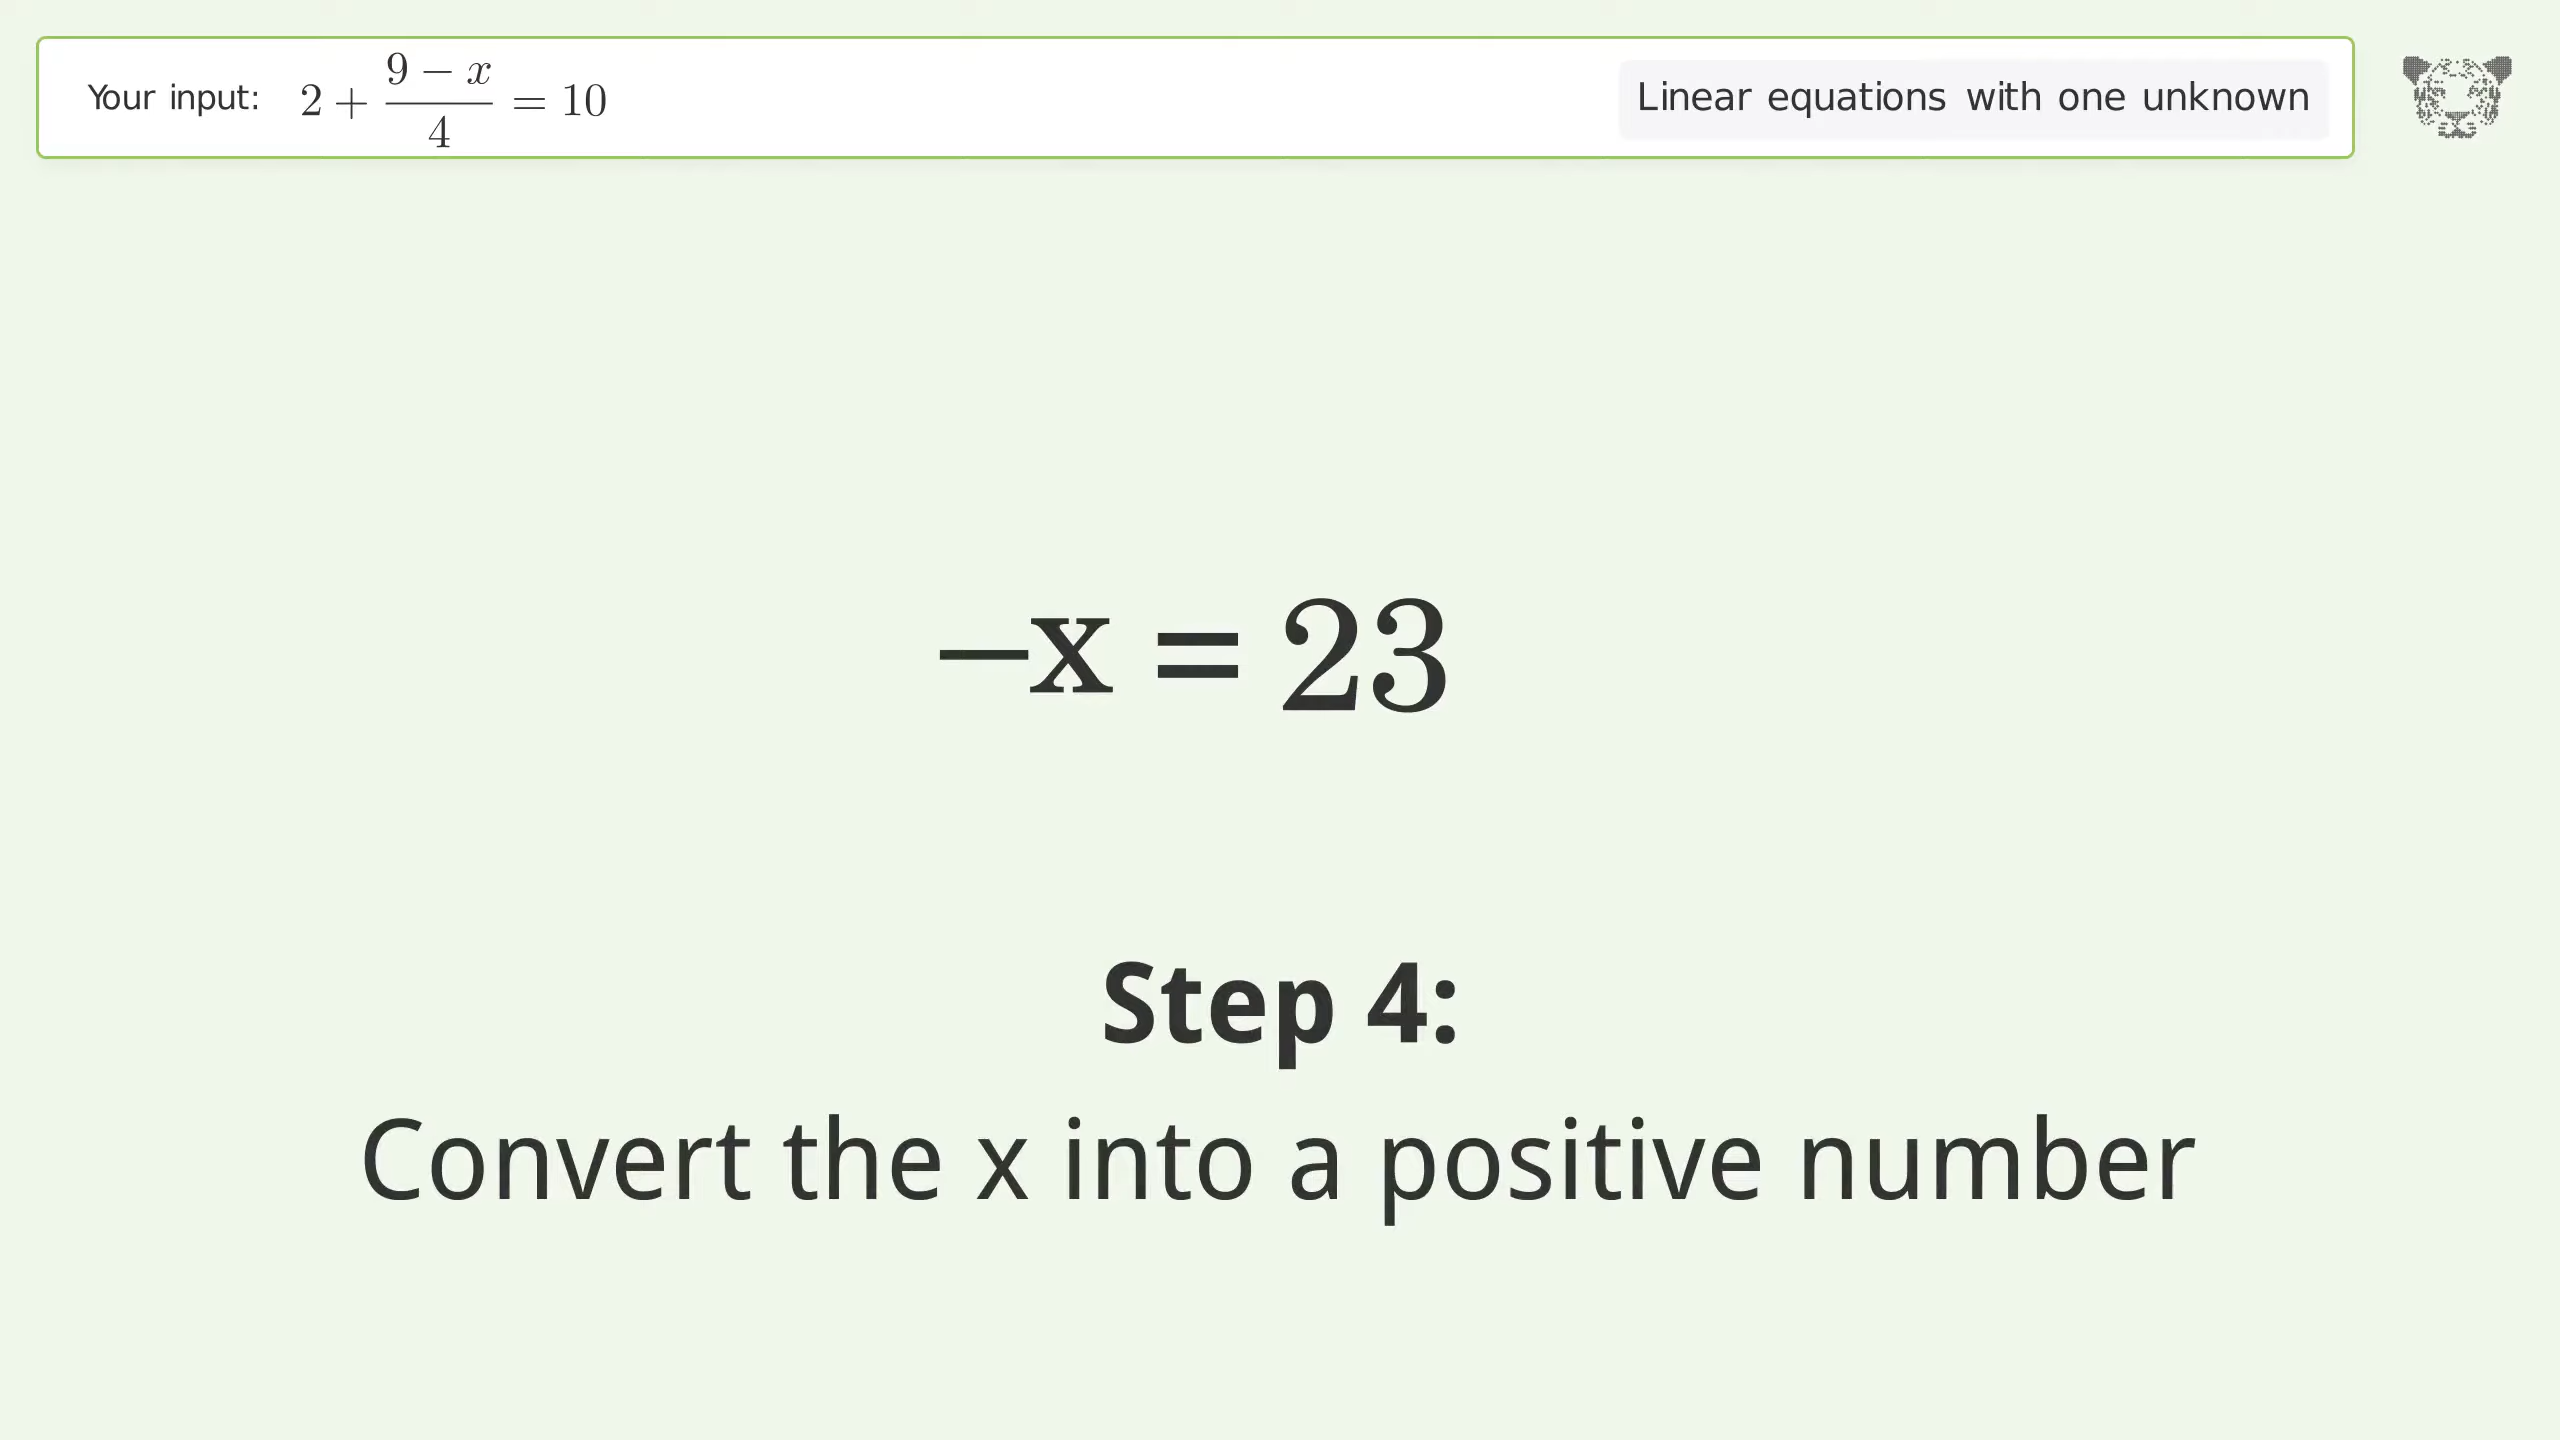 Your input: 2 + \frac{9 - x}{4} = 10
Linear equations with one unknown
−x = 23
Step 4:
Convert the x into a positive number